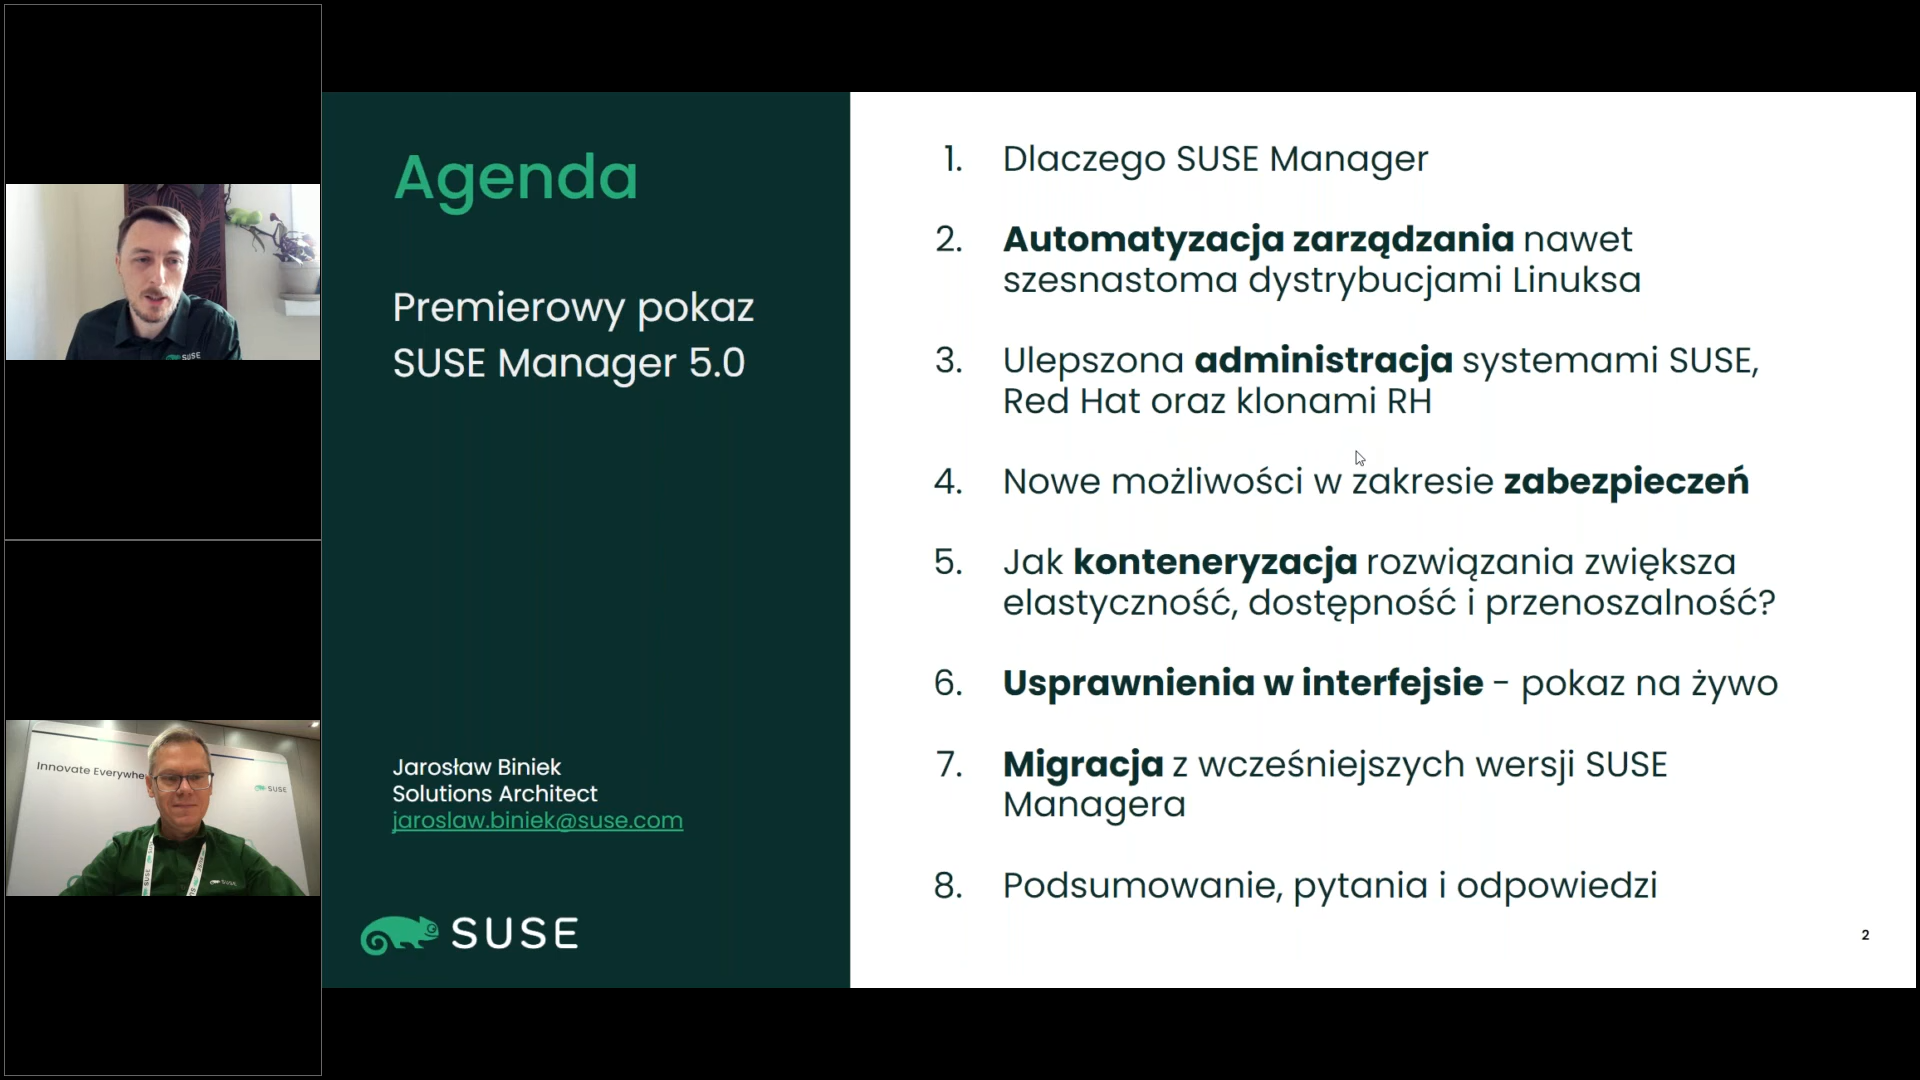 Agenda
Premierowy pokaz
SUSE Manager 5.0
Jarosław Biniek
Solutions Architect
jaroslaw.biniek@suse.com
SUSE
1. Dlaczego SUSE Manager
2. Automatyzacja zarządzania nawet
szesnastoma dystrybucjami Linuksa
3. Ulepszona administracja systemami SUSE,
Red Hat oraz klonami RH
4. Nowe możliwości w zakresie zabezpieczeń
5. Jak konteneryzacja rozwiązania zwiększa
elastyczność, dostępność i przenoszalność?
6. Usprawnienia w interfejsie - pokaz na żywo
7. Migracja z wcześniejszych wersji SUSE
Managera
8. Podsumowanie, pytania i odpowiedzi
2
SUSE
Innovate Everywhe
SUSE
SUSE
SUSE